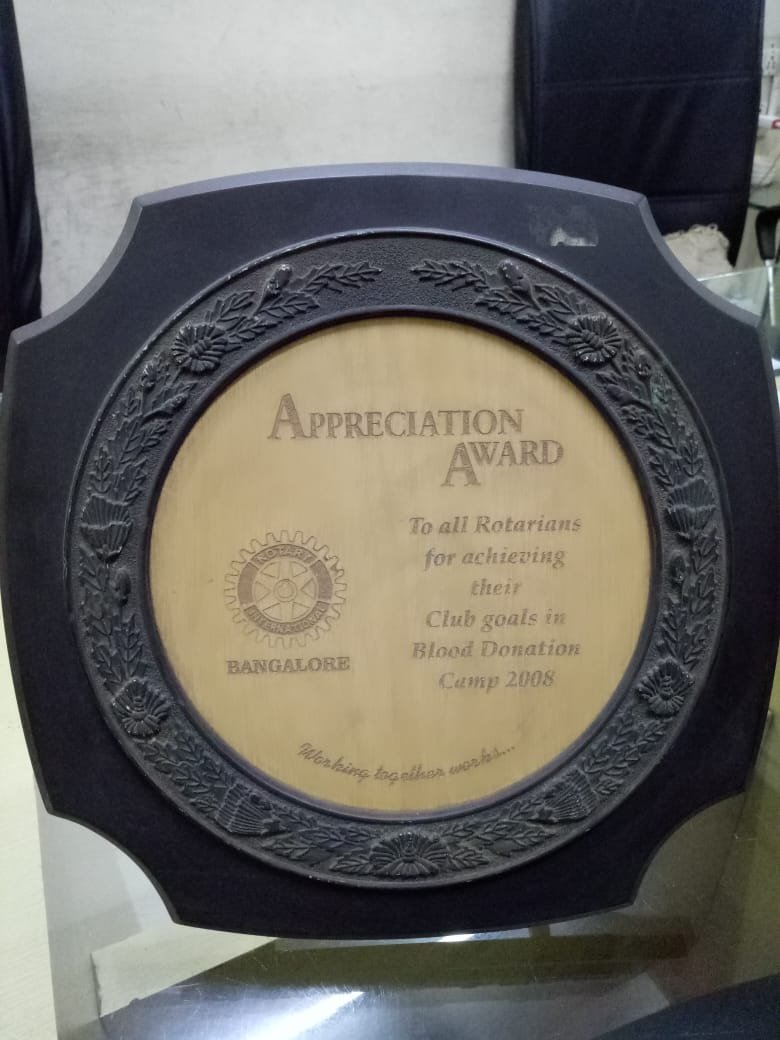 APPRECIATION
AWARD
To all Rotarians
for achieving
their
Club goals in
Blood Donation
Camp 2008
ROTARY
INTERNATIONAL
BANGALORE
Working together works...